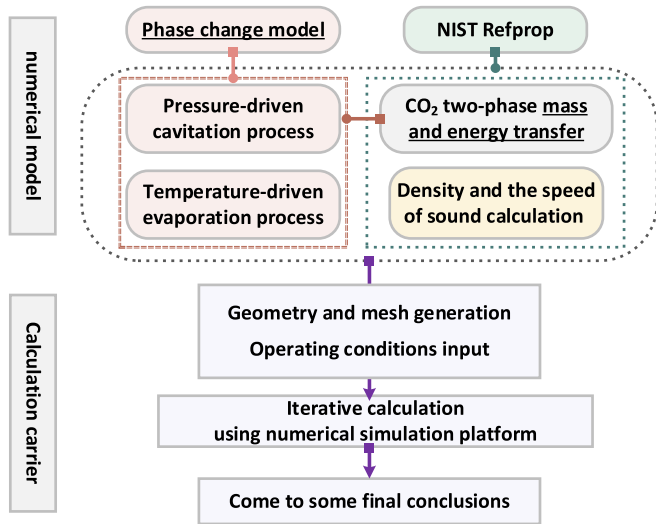 numerical model
Phase change model
NIST Refprop
Pressure-driven
cavitation process
CO₂ two-phase mass
and energy transfer
Temperature-driven
evaporation process
Density and the speed
of sound calculation
Calculation carrier
Geometry and mesh generation
Operating conditions input
Iterative calculation
using numerical simulation platform
Come to some final conclusions